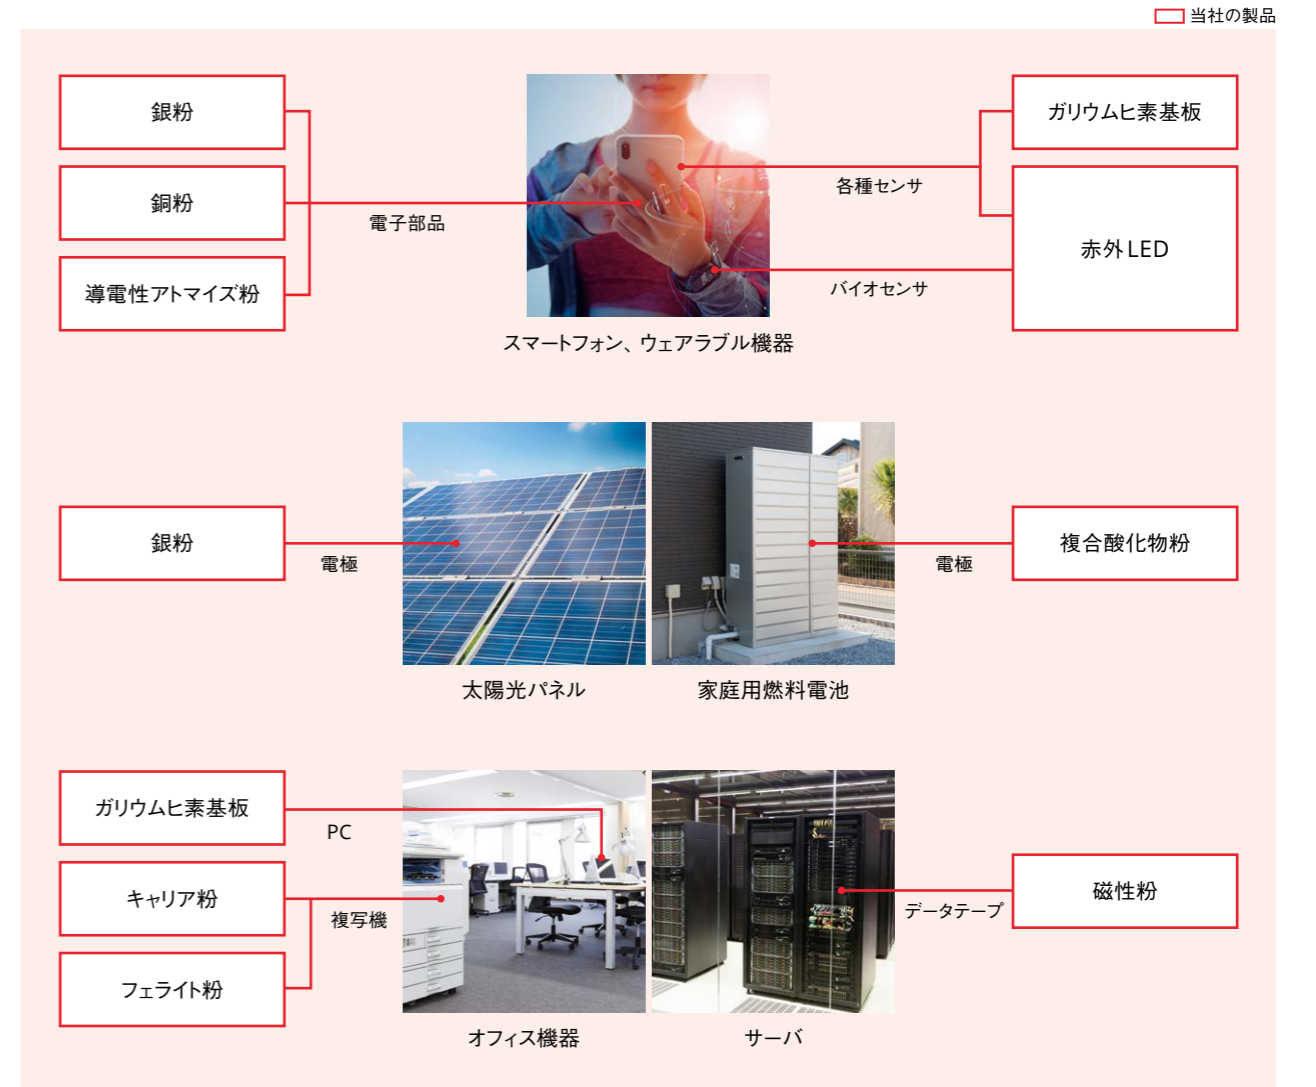 当社の製品
銀粉
銅粉
導電性アトマイズ粉
電子部品
各種センサ
バイオセンサ
ガリウムヒ素基板
赤外LED
スマートフォン、ウェアラブル機器
銀粉
電極
電極
複合酸化物粉
太陽光パネル
家庭用燃料電池
ガリウムヒ素基板
PC
キャリア粉
複写機
フェライト粉
データテープ
磁性粉
オフィス機器
サーバ